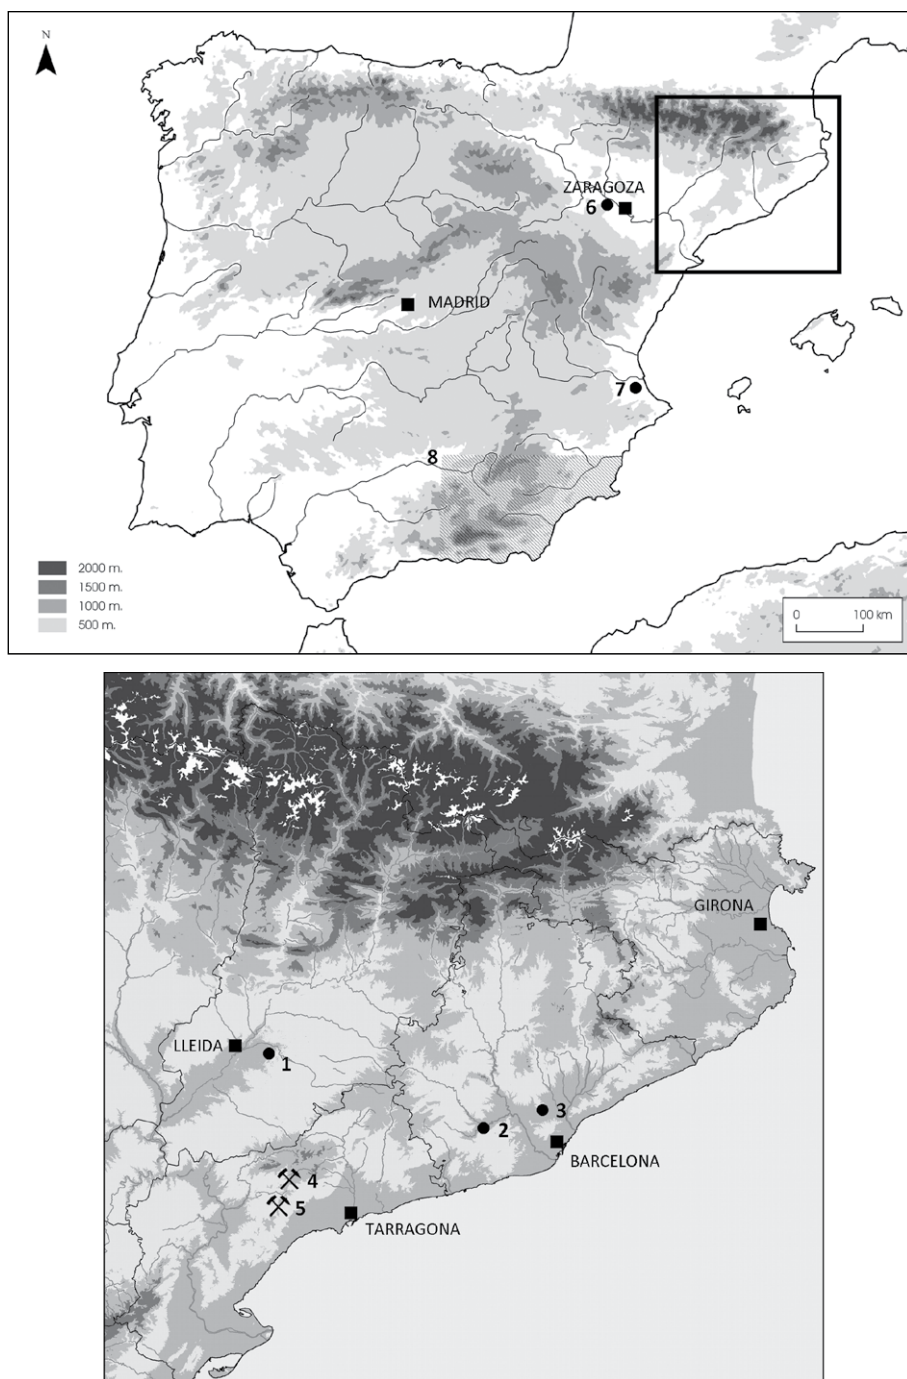 N
ZARAGOZA
6
MADRID
7
8
2000 m.
1500 m.
1000 m.
500 m.
0 100 km
GIRONA
LLEIDA
1
3
2
BARCELONA
4
5
TARRAGONA